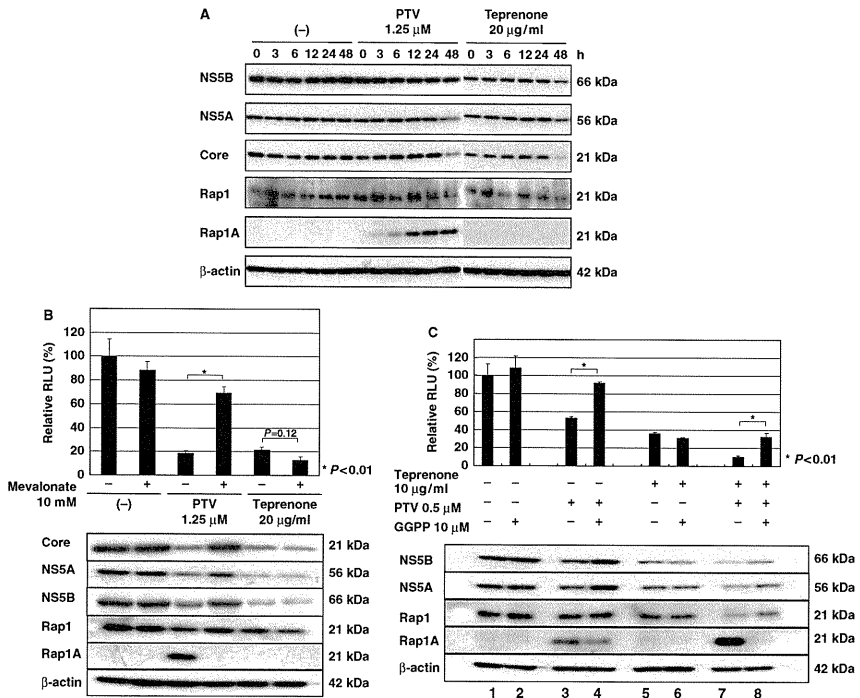 A
(–)
PTV
1.25 μM
Teprenone
20 μg/ml
0 3 6 12 24 48 0 3 6 12 24 48 0 3 6 12 24 48 h
NS5B 66 kDa
NS5A 56 kDa
Core 21 kDa
Rap1 21 kDa
Rap1A 21 kDa
β-actin 42 kDa
B
Relative RLU (%)
120
100
80
60
40
20
0
*
P=0.12
* P<0.01
Mevalonate
10 mM
– + – + – +
(–)
PTV
1.25 μM
Teprenone
20 μg/ml
Core 21 kDa
NS5A 56 kDa
NS5B 66 kDa
Rap1 21 kDa
Rap1A 21 kDa
β-actin 42 kDa
C
Relative RLU (%)
120
100
80
60
40
20
0
*
*
* P<0.01
Teprenone
10 μg/ml
– – – – + + + +
PTV 0.5 μM – – + + – – + +
GGPP 10 μM – + – + – + – +
NS5B 66 kDa
NS5A 56 kDa
Rap1 21 kDa
Rap1A 21 kDa
β-actin 42 kDa
1 2 3 4 5 6 7 8